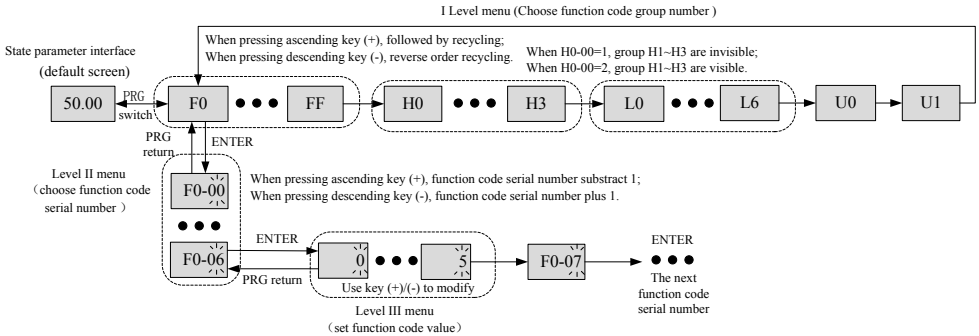 I Level menu (Choose function code group number )
When pressing ascending key (+), followed by recycling;
When pressing descending key (-), reverse order recycling.
When H0-00=1, group H1~H3 are invisible;
When H0-00=2, group H1~H3 are visible.
State parameter interface
(default screen)
50.00
PRG
switch
F0
FF
H0
H3
L0
L6
U0
U1
PRG
return
ENTER
Level II menu
(choose function code
serial number )
F0-00
When pressing ascending key (+), function code serial number substract 1;
When pressing descending key (-), function code serial number plus 1.
F0-06
ENTER
PRG return
0
5
Use key (+)/(-) to modify
Level III menu
(set function code value)
F0-07
ENTER
The next
function code
serial number